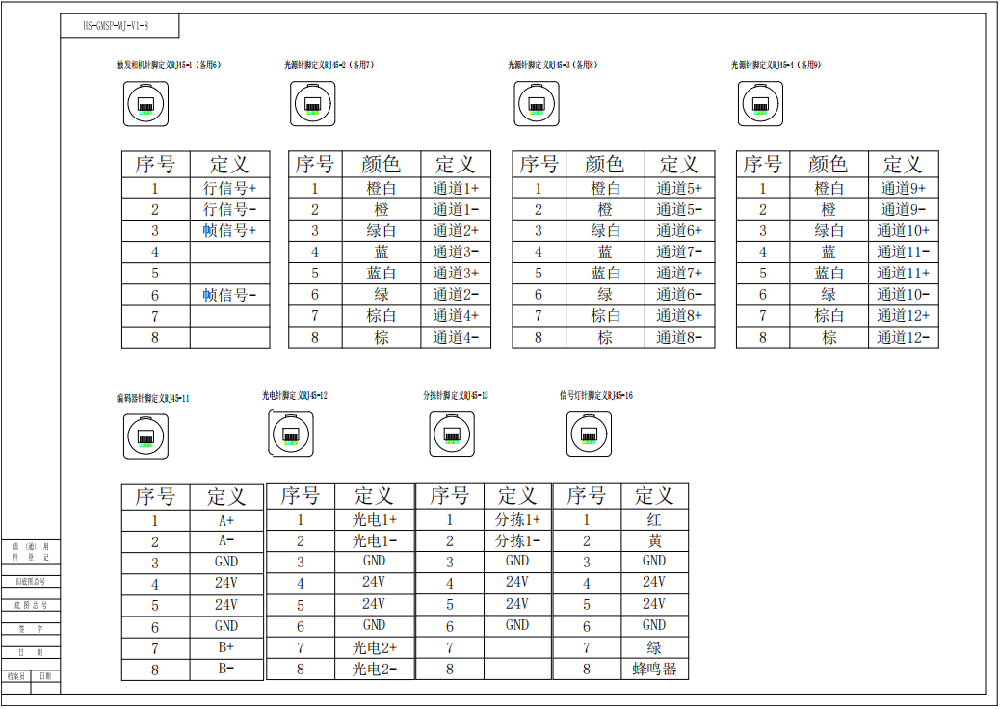 HS-GMSP-MJ-V1-8
触发相机针脚定义RJ45-1（备用6）
光源针脚定义RJ45-2（备用7）
光源针脚定义RJ45-3（备用8）
光源针脚定义RJ45-4（备用9）
序号 定义
1 行信号+
2 行信号-
3 帧信号+
4
5
6 帧信号-
7
8
序号 颜色 定义
1 橙白 通道1+
2 橙 通道1-
3 绿白 通道2+
4 蓝 通道3-
5 蓝白 通道3+
6 绿 通道2-
7 棕白 通道4+
8 棕 通道4-
序号 颜色 定义
1 橙白 通道5+
2 橙 通道5-
3 绿白 通道6+
4 蓝 通道7-
5 蓝白 通道7+
6 绿 通道6-
7 棕白 通道8+
8 棕 通道8-
序号 颜色 定义
1 橙白 通道9+
2 橙 通道9-
3 绿白 通道10+
4 蓝 通道11-
5 蓝白 通道11+
6 绿 通道10-
7 棕白 通道12+
8 棕 通道12-
编码器针脚定义RJ45-11
光电针脚定义RJ45-12
分拣针脚定义RJ45-13
信号灯针脚定义RJ45-16
序号 定义
1 A+
2 A-
3 GND
4 24V
5 24V
6 GND
7 B+
8 B-
序号 定义
1 光电1+
2 光电1-
3 GND
4 24V
5 24V
6 GND
7 光电2+
8 光电2-
序号 定义
1 分拣1+
2 分拣1-
3 GND
4 24V
5 24V
6 GND
7
8
序号 定义
1 红
2 黄
3 GND
4 24V
5 24V
6 GND
7 绿
8 蜂鸣器
借（通）用
件 登 记
旧底图总号
底 图 总 号
签 字
日 期
档案员 日期